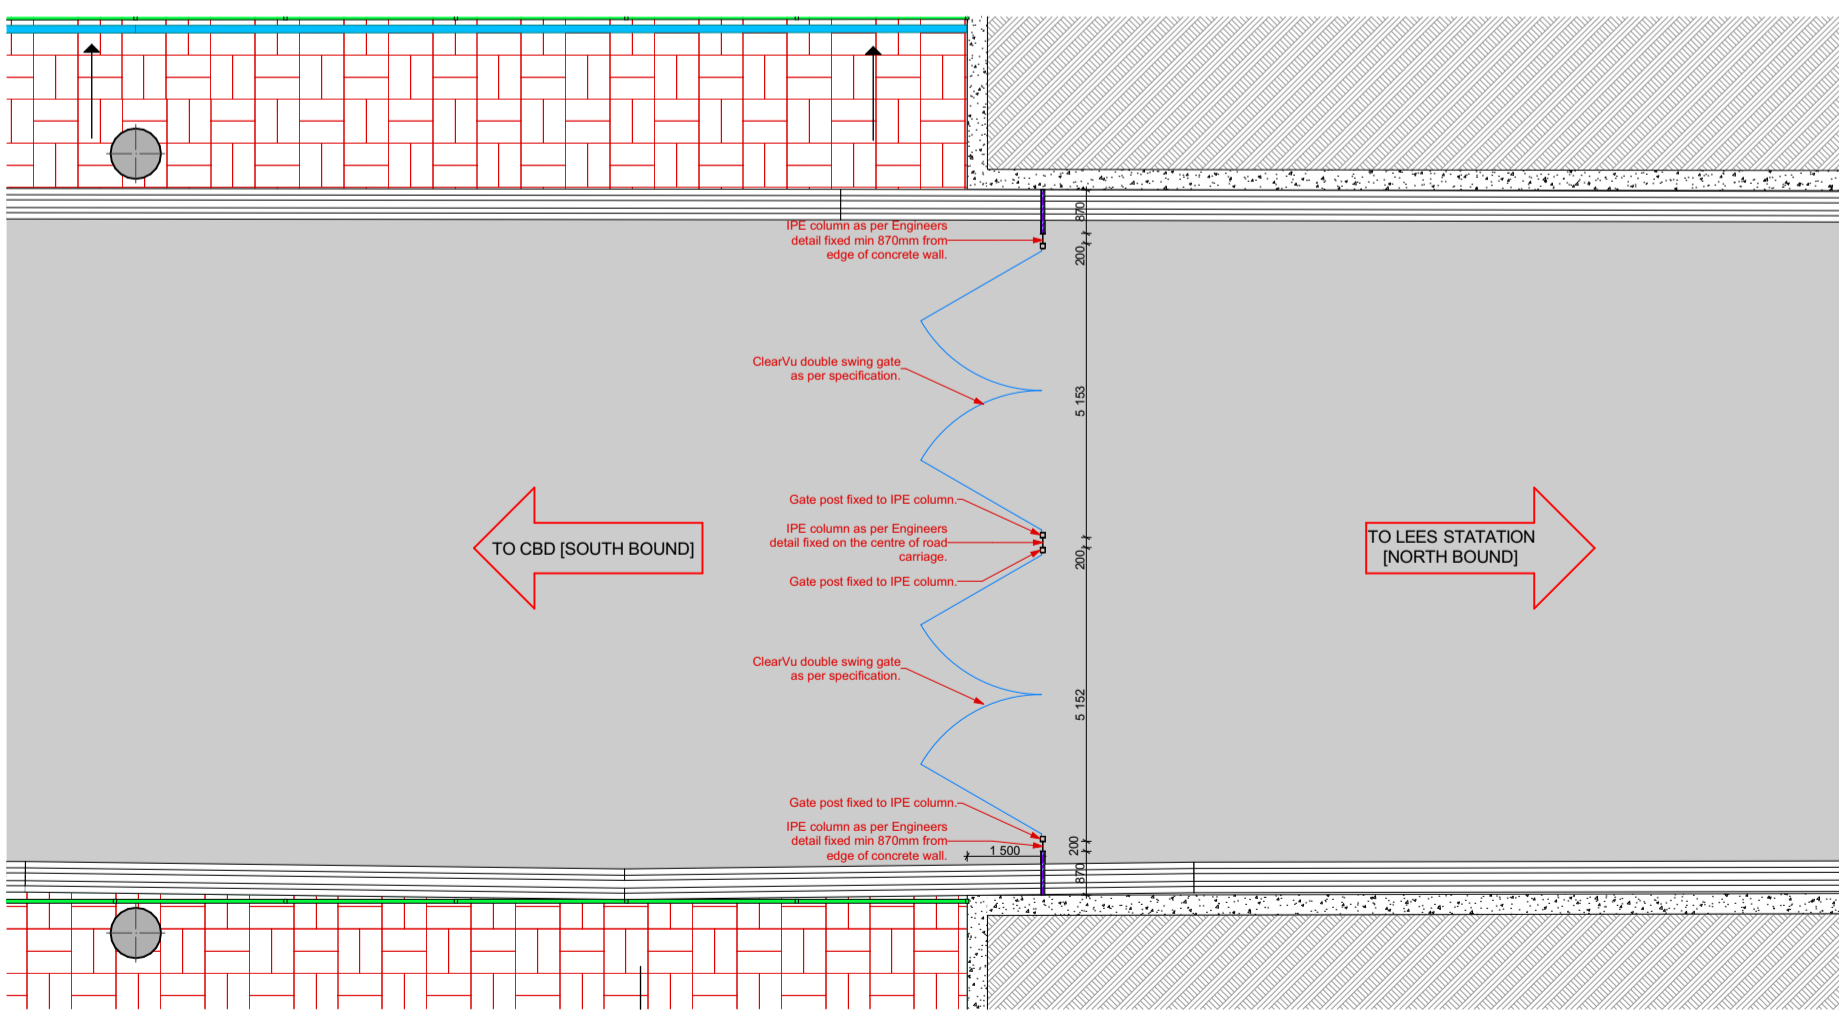 870
IPE column as per Engineers
detail fixed min 870mm from
edge of concrete wall.
200
ClearVu double swing gate
as per specification.
5 153
Gate post fixed to IPE column.
IPE column as per Engineers
detail fixed on the centre of road
carriage.
Gate post fixed to IPE column.
200
TO CBD [SOUTH BOUND]
TO LEES STATATION
[NORTH BOUND]
ClearVu double swing gate
as per specification.
5 152
Gate post fixed to IPE column.
IPE column as per Engineers
detail fixed min 870mm from
edge of concrete wall.
1 500
200
870